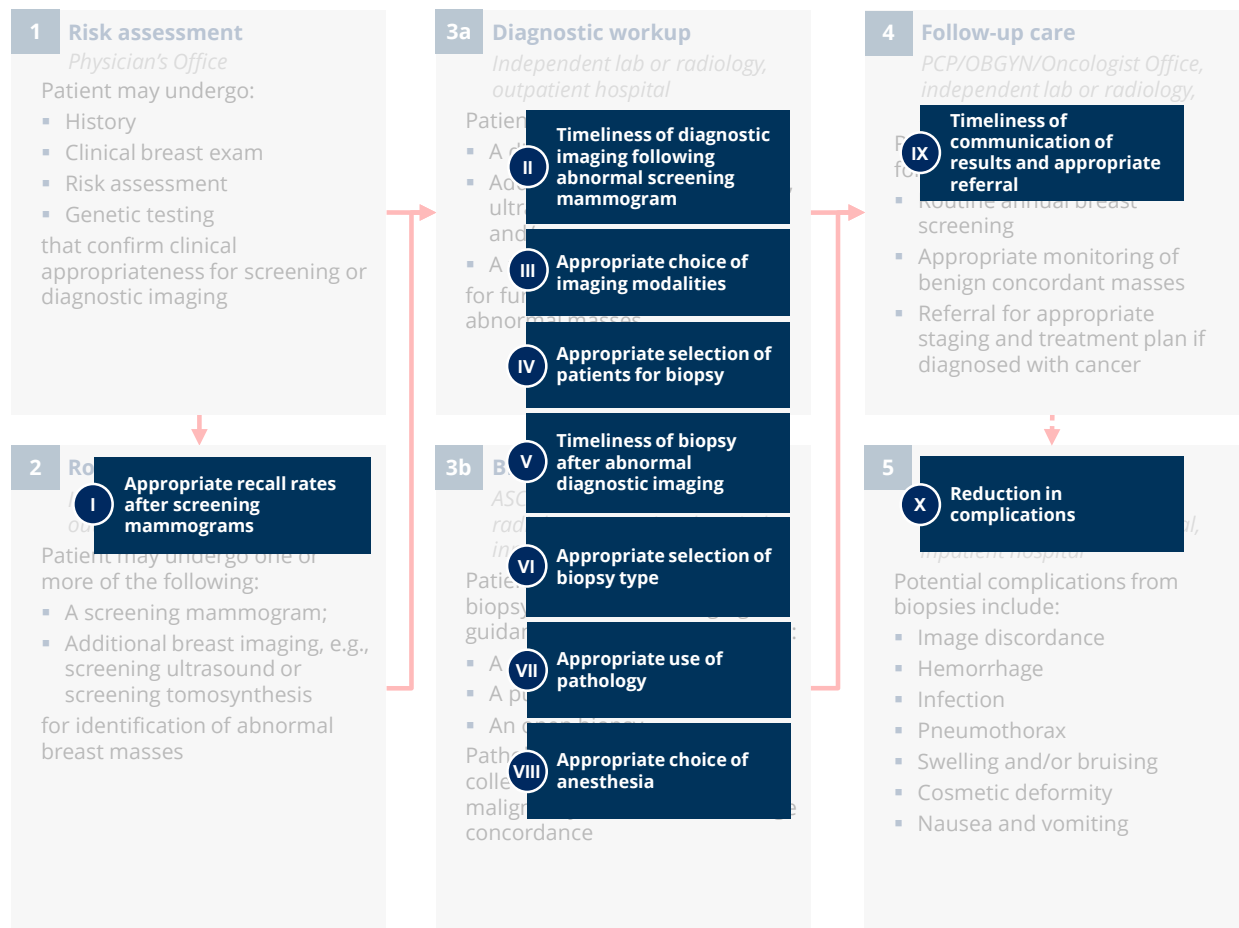 1
Risk assessment
Physician's Office
Patient may undergo:
▪ History
▪ Clinical breast exam
▪ Risk assessment
▪ Genetic testing
that confirm clinical
appropriateness for screening or
diagnostic imaging
2
I
Appropriate recall rates
after screening
mammograms
Patient may undergo one or
more of the following:
▪ A screening mammogram;
▪ Additional breast imaging, e.g.,
screening ultrasound or
screening tomosynthesis
for identification of abnormal
breast masses
3a
Diagnostic workup
Independent lab or radiology,
outpatient hospital
II
Timeliness of diagnostic
imaging following
abnormal screening
mammogram
III
Appropriate choice of
imaging modalities
abnormal masses
IV
Appropriate selection of
patients for biopsy
V
Timeliness of biopsy
after abnormal
diagnostic imaging
3b
VI
Appropriate selection of
biopsy type
VII
Appropriate use of
pathology
VIII
Appropriate choice of
anesthesia
concordance
4
Follow-up care
PCP/OBGYN/Oncologist Office,
independent lab or radiology,
IX
Timeliness of
communication of
results and appropriate
referral
▪ Routine annual breast
screening
▪ Appropriate monitoring of
benign concordant masses
▪ Referral for appropriate
staging and treatment plan if
diagnosed with cancer
5
X
Reduction in
complications
inpatient hospital
Potential complications from
biopsies include:
▪ Image discordance
▪ Hemorrhage
▪ Infection
▪ Pneumothorax
▪ Swelling and/or bruising
▪ Cosmetic deformity
▪ Nausea and vomiting